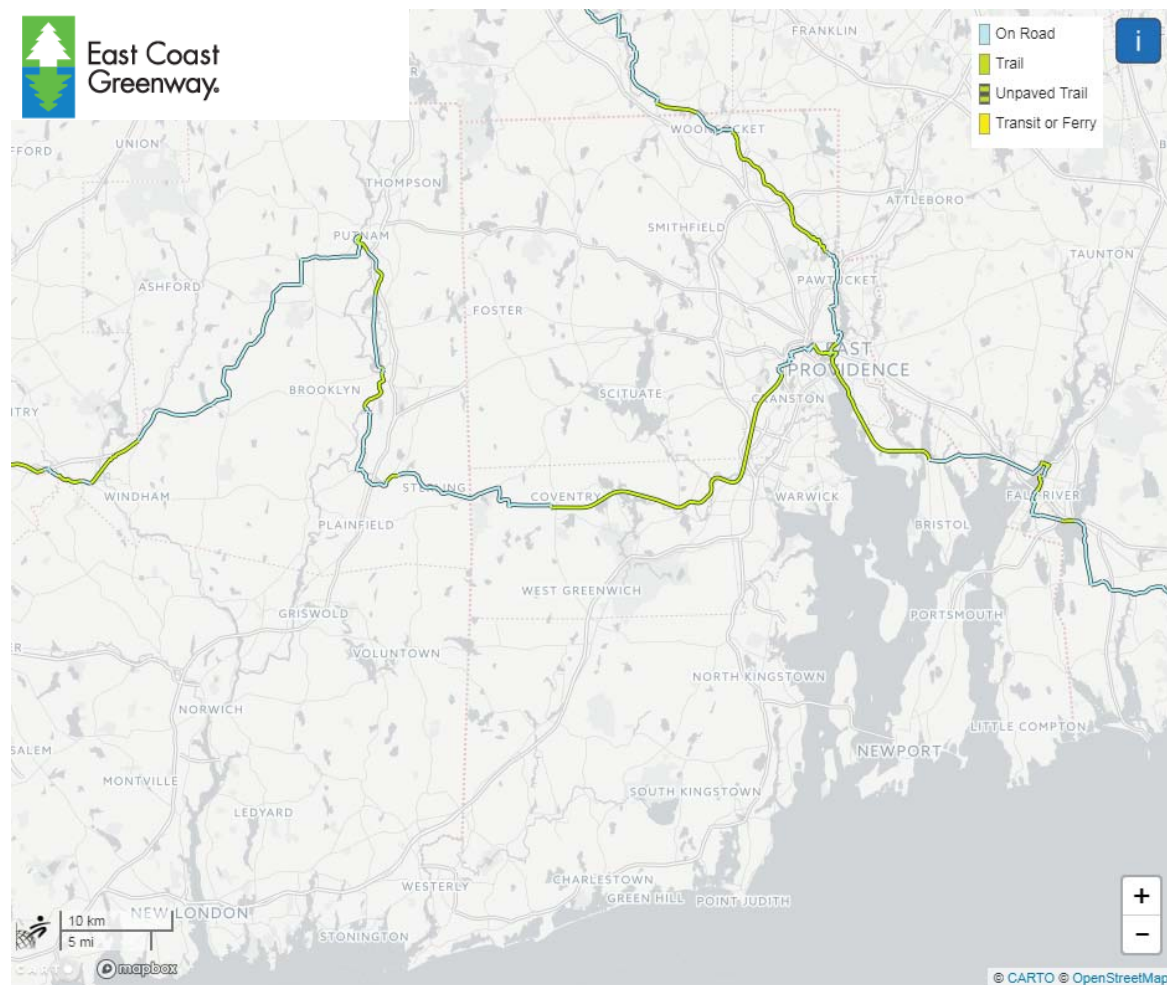 East Coast
Greenway®
i
On Road
Trail
Unpaved Trail
Transit or Ferry
FRANKLIN
UNION
WOONSOCKET
THOMPSON
ATTLEBORO
SMITHFIELD
PUTNAM
TAUNTON
ASHFORD
PAWTUCKET
FOSTER
EAST
PROVIDENCE
BROOKLYN
SCITUATE
CRANSTON
STERLING
COVENTRY
WARWICK
WINDHAM
FALL RIVER
PLAINFIELD
BRISTOL
WEST GREENWICH
GRISWOLD
PORTSMOUTH
VOLUNTOWN
NORTH KINGSTOWN
NORWICH
LITTLE COMPTON
SALEM
NEWPORT
MONTVILLE
SOUTH KINGSTOWN
LEDYARD
CHARLESTOWN
WESTERLY
GREEN HILL
POINT JUDITH
NEW LONDON
STONINGTON
10 km
5 mi
CARTO
mapbox
+
−
© CARTO © OpenStreetMap